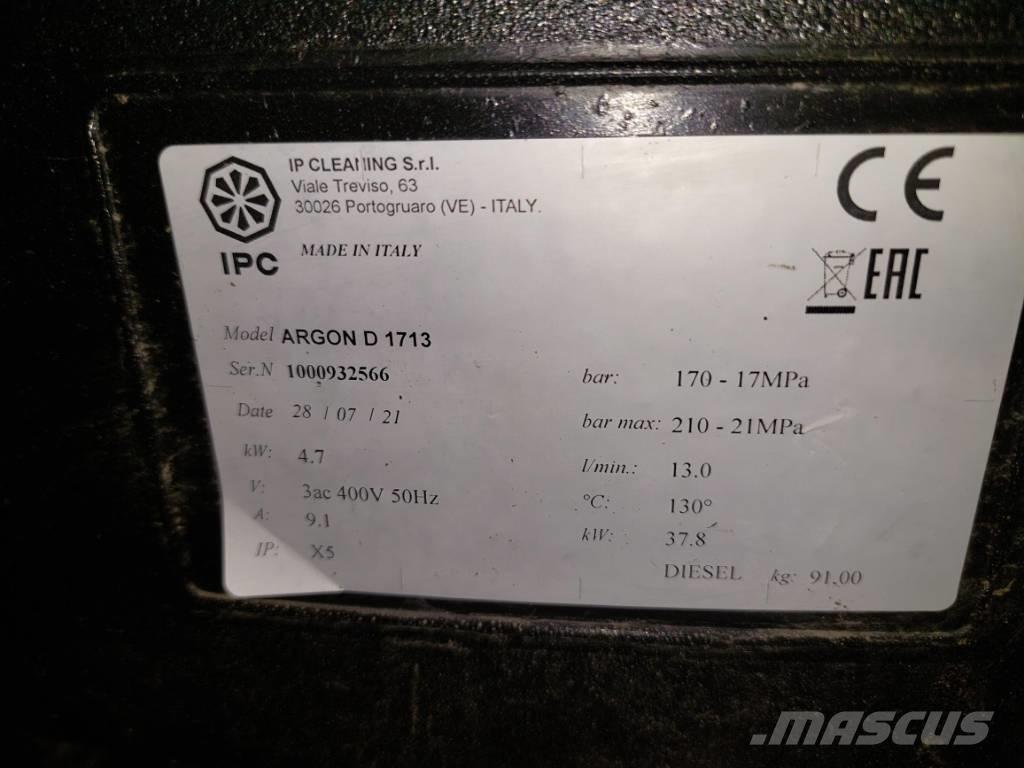 IP CLEANING S.r.l.
Viale Treviso, 63
30026 Portogruaro (VE) - ITALY.
IPC
MADE IN ITALY
CE
EAC
Model ARGON D 1713
Ser.N 1000932566
Date 28 / 07 / 21
kW: 4.7
V: 3ac 400V 50Hz
A: 9.1
IP: X5
bar: 170 - 17MPa
bar max: 210 - 21MPa
l/min.: 13.0
°C: 130°
kW: 37.8
DIESEL kg: 91.00
MASCUS